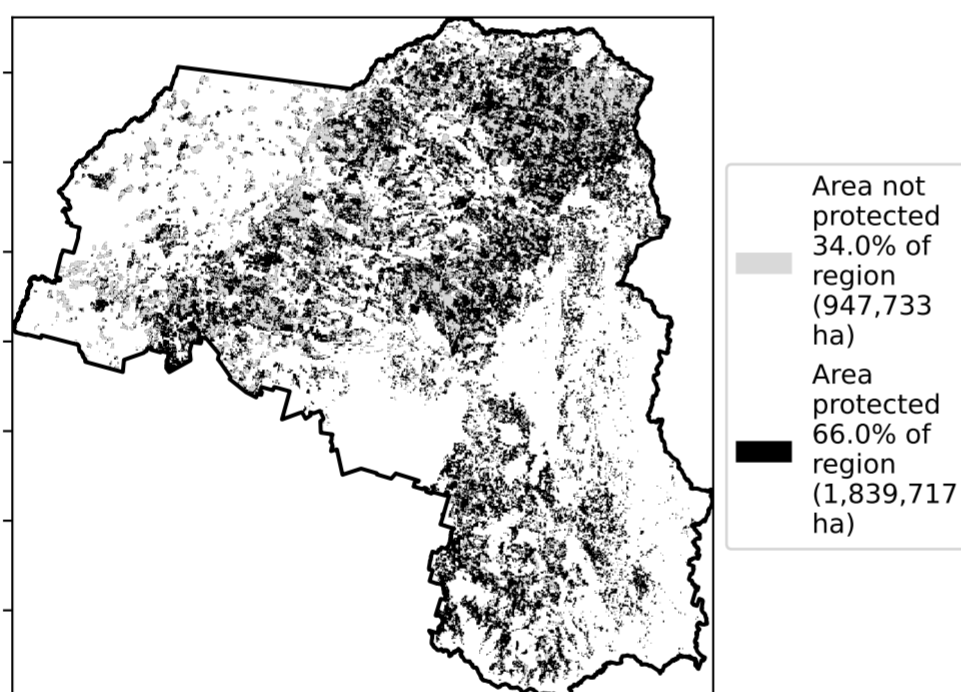 Area not
protected
34.0% of
region
(947,733
ha)
Area
protected
66.0% of
region
(1,839,717
ha)